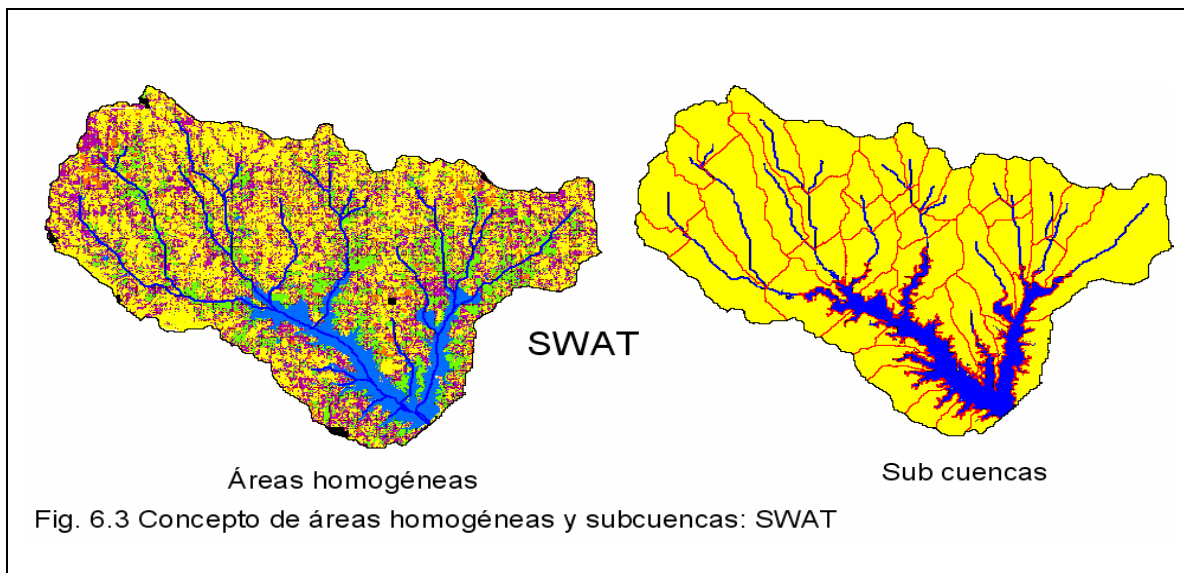 SWAT
Áreas homogéneas
Sub cuencas
Fig. 6.3 Concepto de áreas homogéneas y subcuencas: SWAT